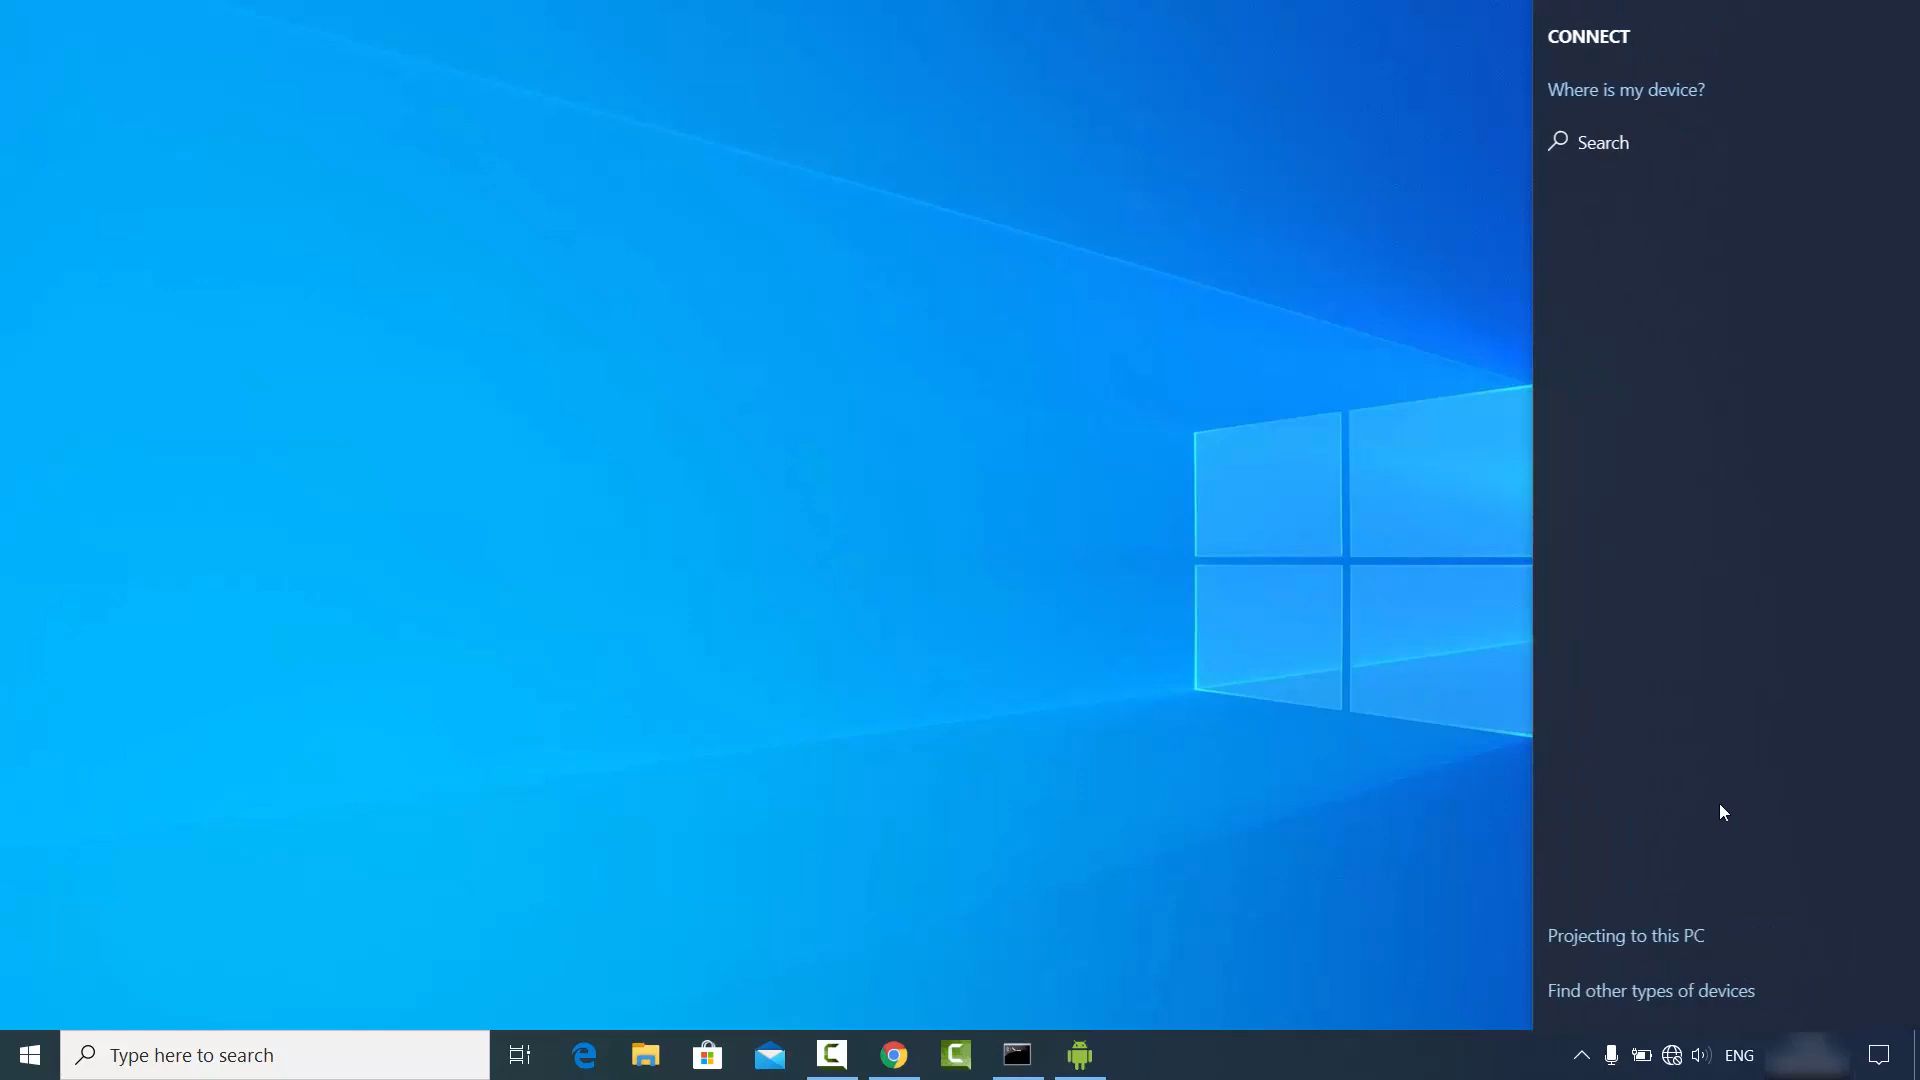 CONNECT
Where is my device?
Search
Projecting to this PC
Find other types of devices
Type here to search
ENG